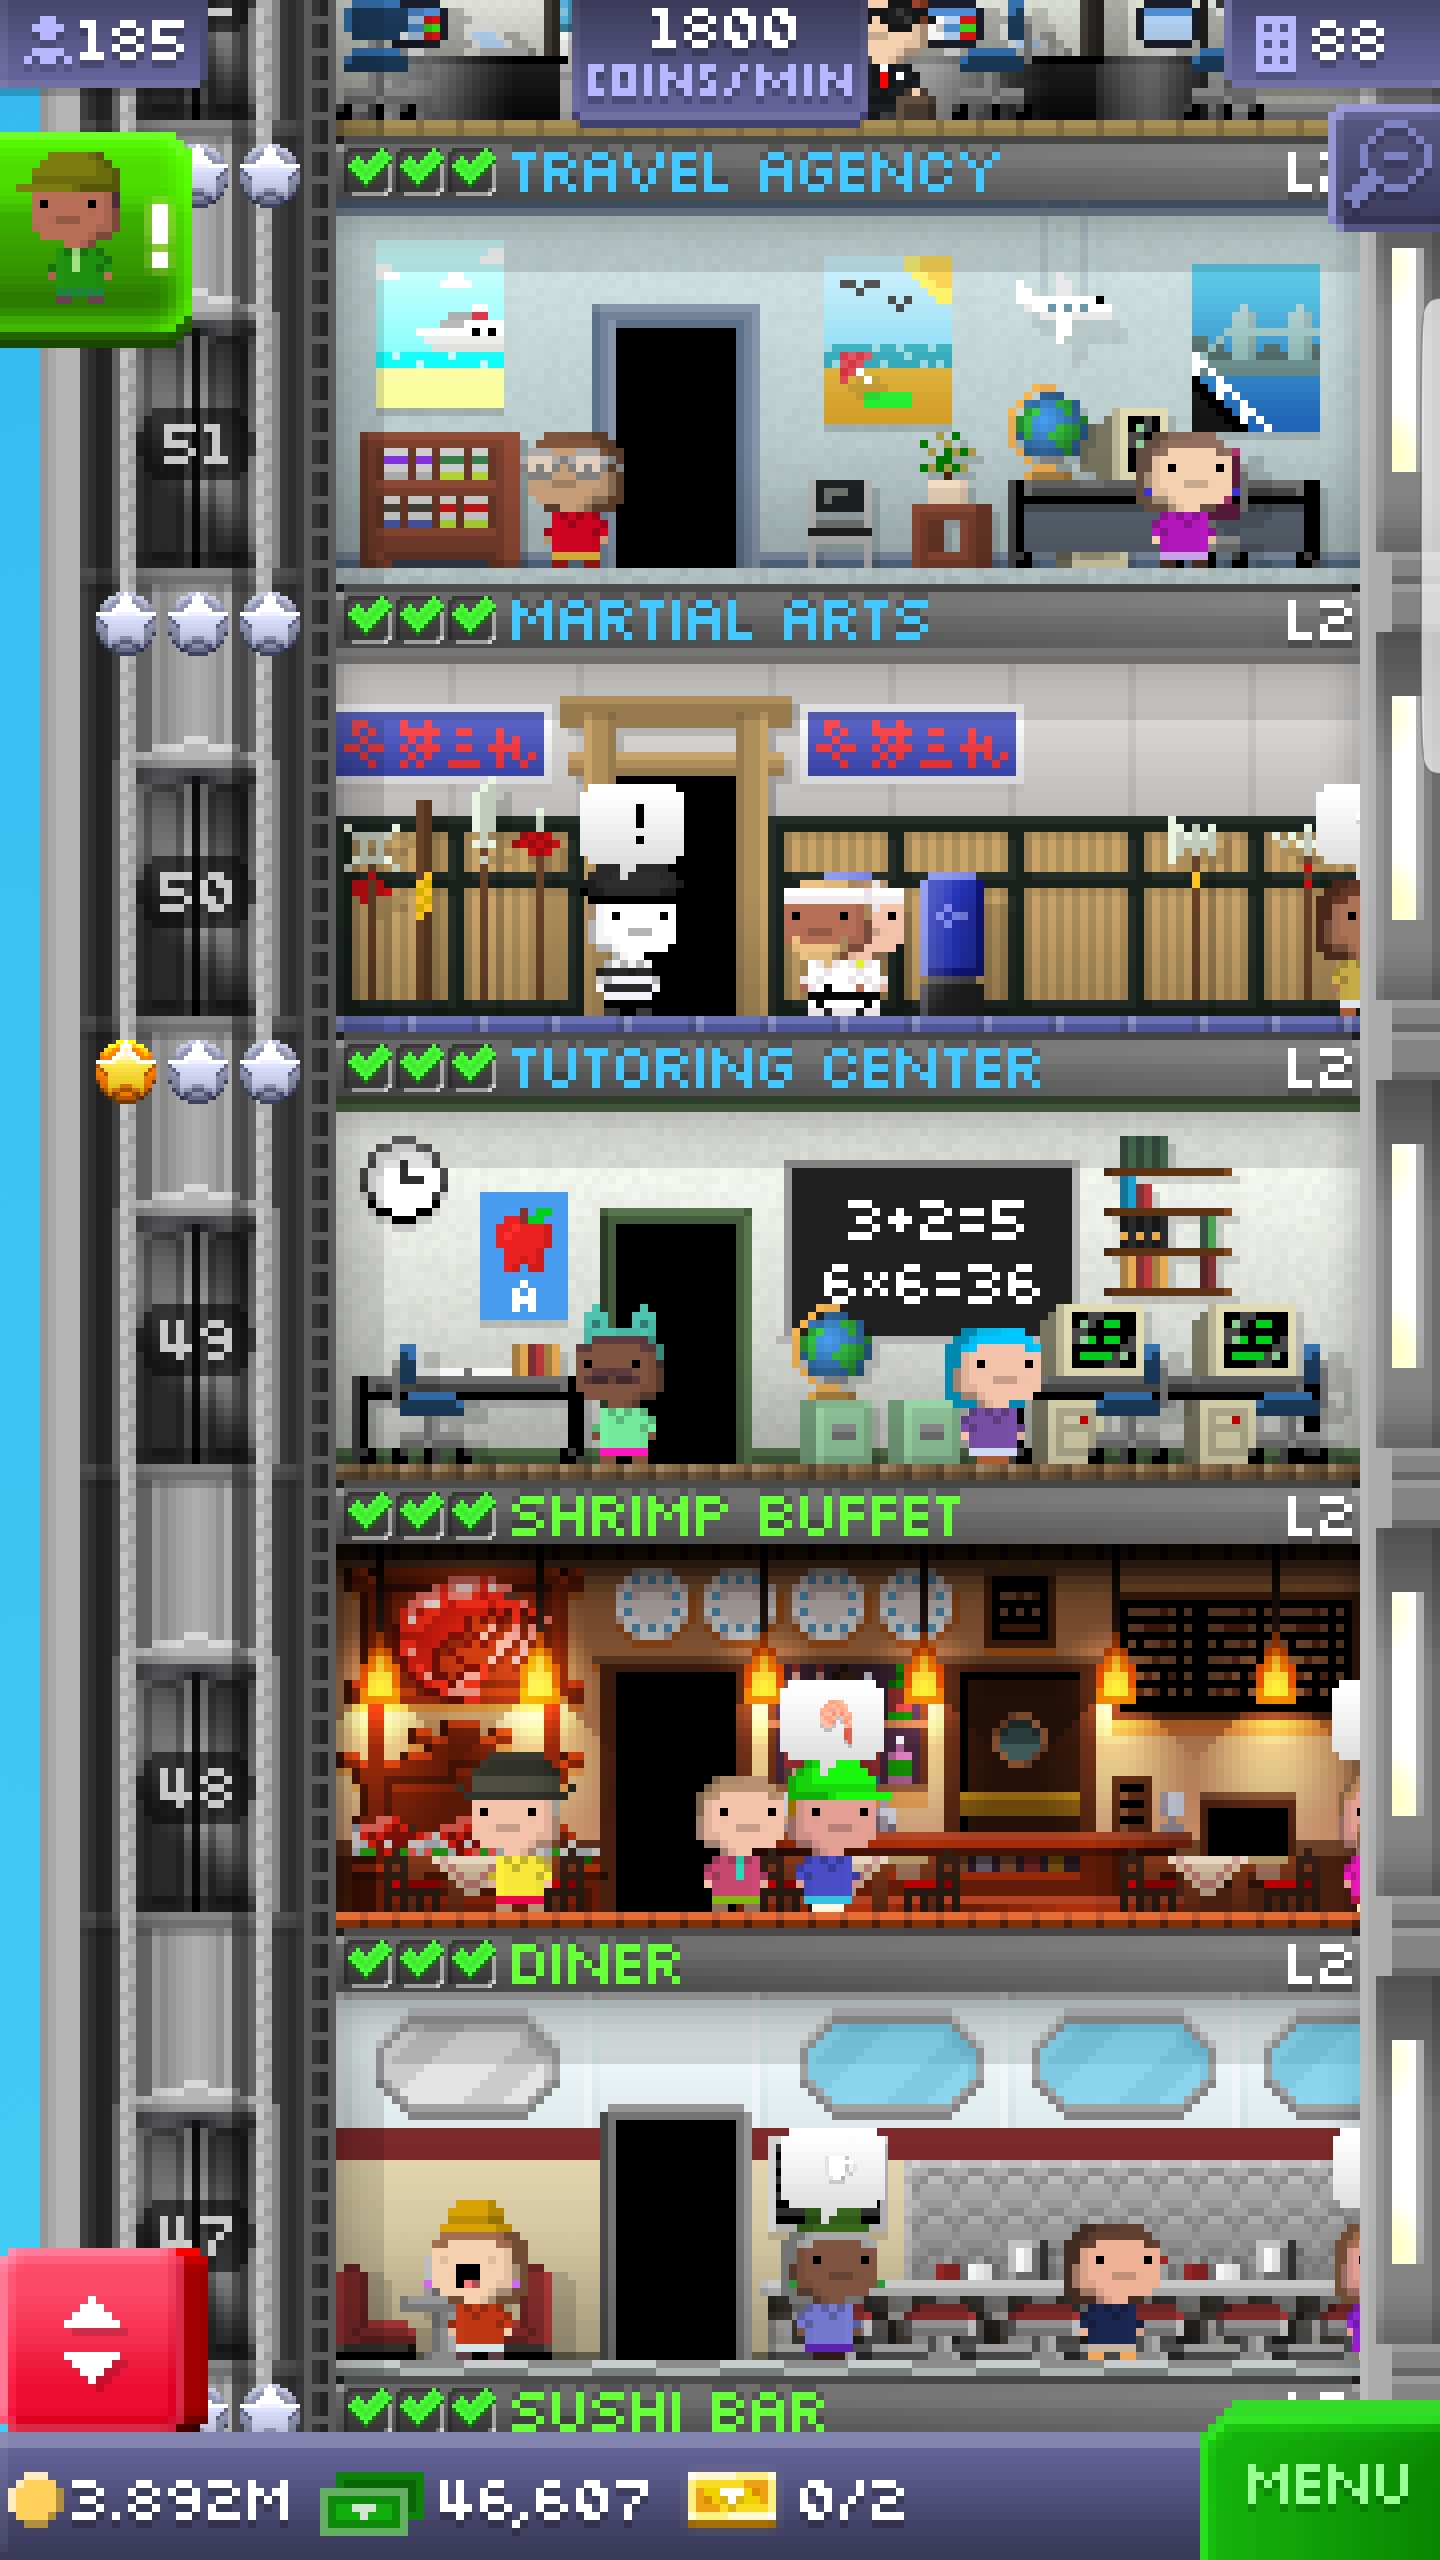 185
1800
COINS/MIN
88
TRAVEL AGENCY
!
51
MARTIAL ARTS L2
!
50
TUTORING CENTER L2
3+2=5
6×6=36
A
49
SHRIMP BUFFET L2
48
DINER L2
47
SUSHI BAR
3.892M 46,607 0/2
MENU